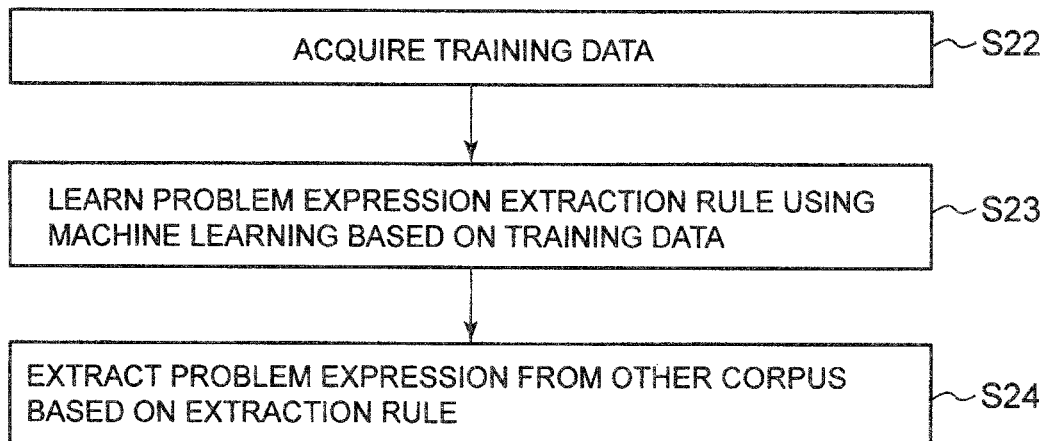 ACQUIRE TRAINING DATA
S22
LEARN PROBLEM EXPRESSION EXTRACTION RULE USING
MACHINE LEARNING BASED ON TRAINING DATA
S23
EXTRACT PROBLEM EXPRESSION FROM OTHER CORPUS
BASED ON EXTRACTION RULE
S24